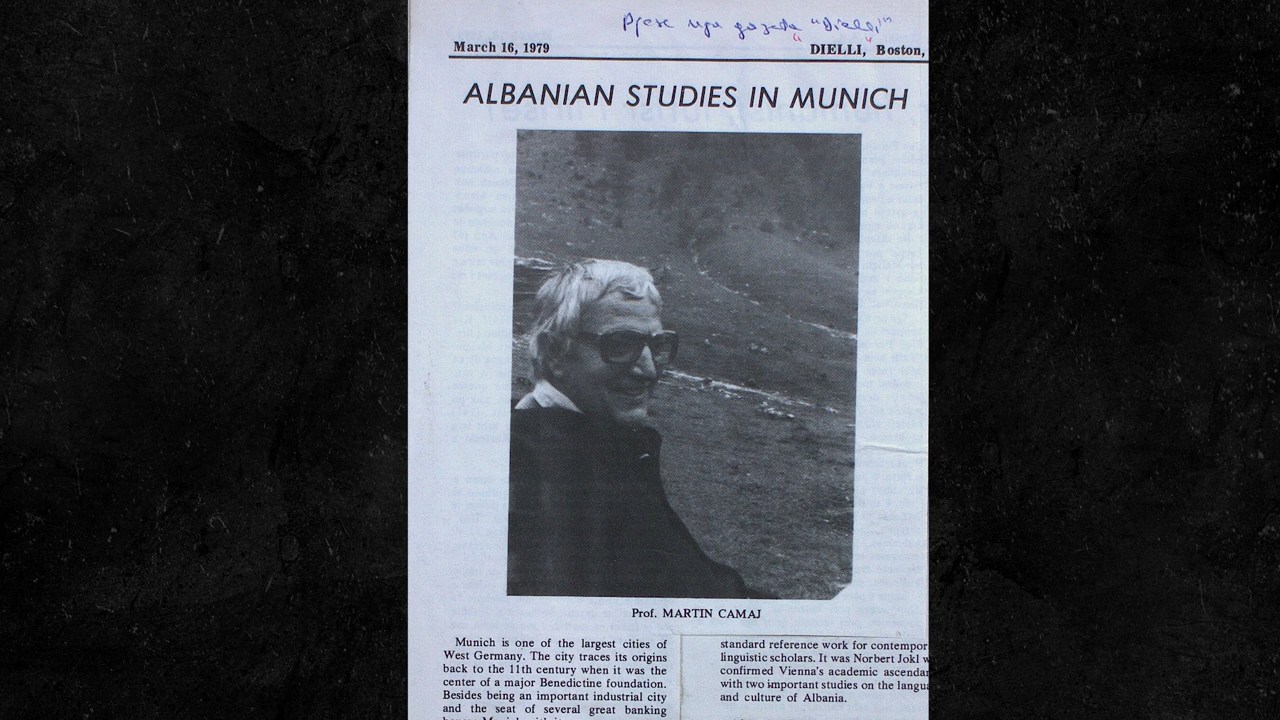 Pjesë nga gazeta "Dielli"
March 16, 1979
DIELLI, Boston,
ALBANIAN STUDIES IN MUNICH
Prof. MARTIN CAMAJ
Munich is one of the largest cities of
West Germany. The city traces its origins
back to the 11th century when it was the
center of a major Benedictine foundation.
Besides being an important industrial city
and the seat of several great banking
standard reference work for contempor
linguistic scholars. It was Norbert Jokl w
confirmed Vienna's academic ascendan
with two important studies on the langua
and culture of Albania.